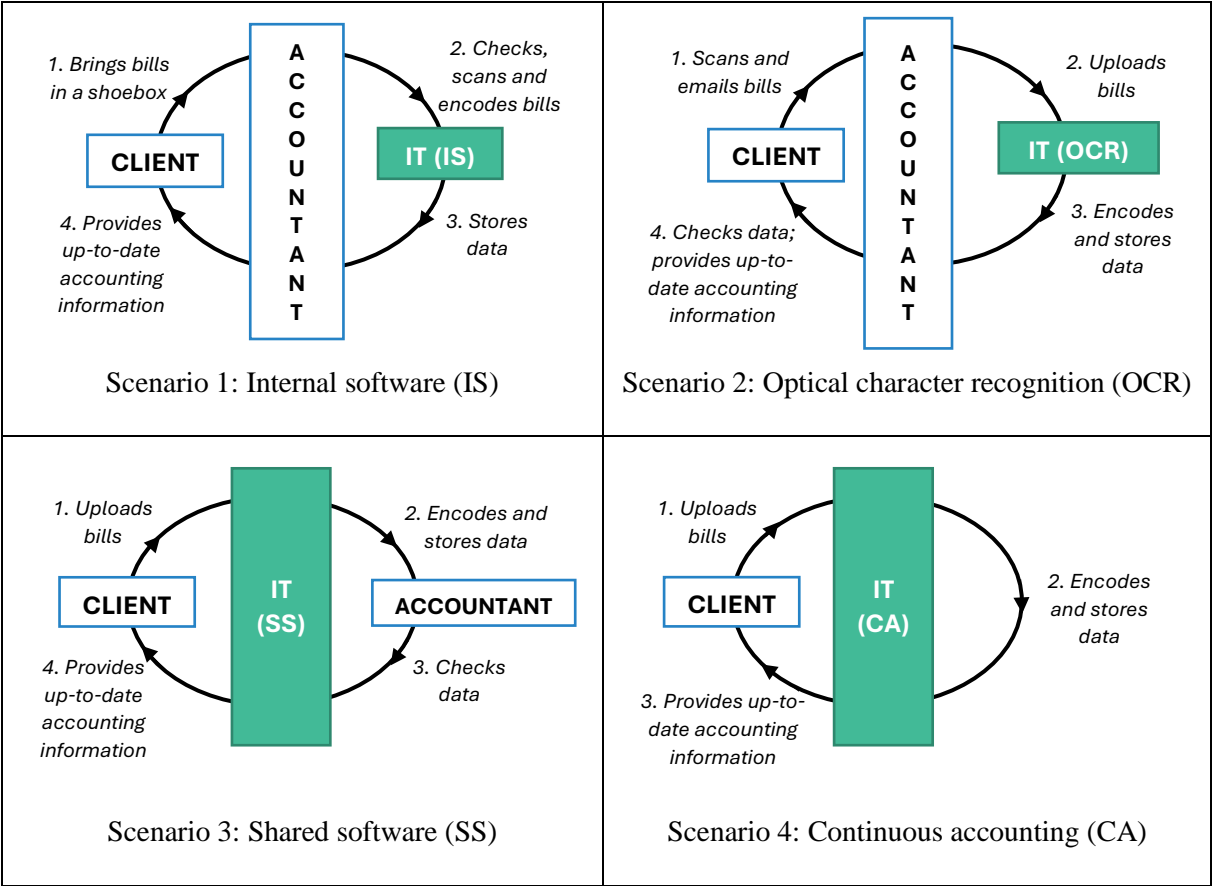 1. Brings bills
in a shoebox
A
C
C
O
U
N
T
A
N
T
2. Checks,
scans and
encodes bills
CLIENT
IT (IS)
4. Provides
up-to-date
accounting
information
3. Stores
data
Scenario 1: Internal software (IS)
1. Scans and
emails bills
A
C
C
O
U
N
T
A
N
T
2. Uploads
bills
CLIENT
IT (OCR)
4. Checks data;
provides up-to-
date accounting
information
3. Encodes
and stores
data
Scenario 2: Optical character recognition (OCR)
1. Uploads
bills
2. Encodes and
stores data
CLIENT
IT
(SS)
ACCOUNTANT
4. Provides
up-to-date
accounting
information
3. Checks
data
Scenario 3: Shared software (SS)
1. Uploads
bills
CLIENT
IT
(CA)
2. Encodes
and stores
data
3. Provides up-to-
date accounting
information
Scenario 4: Continuous accounting (CA)